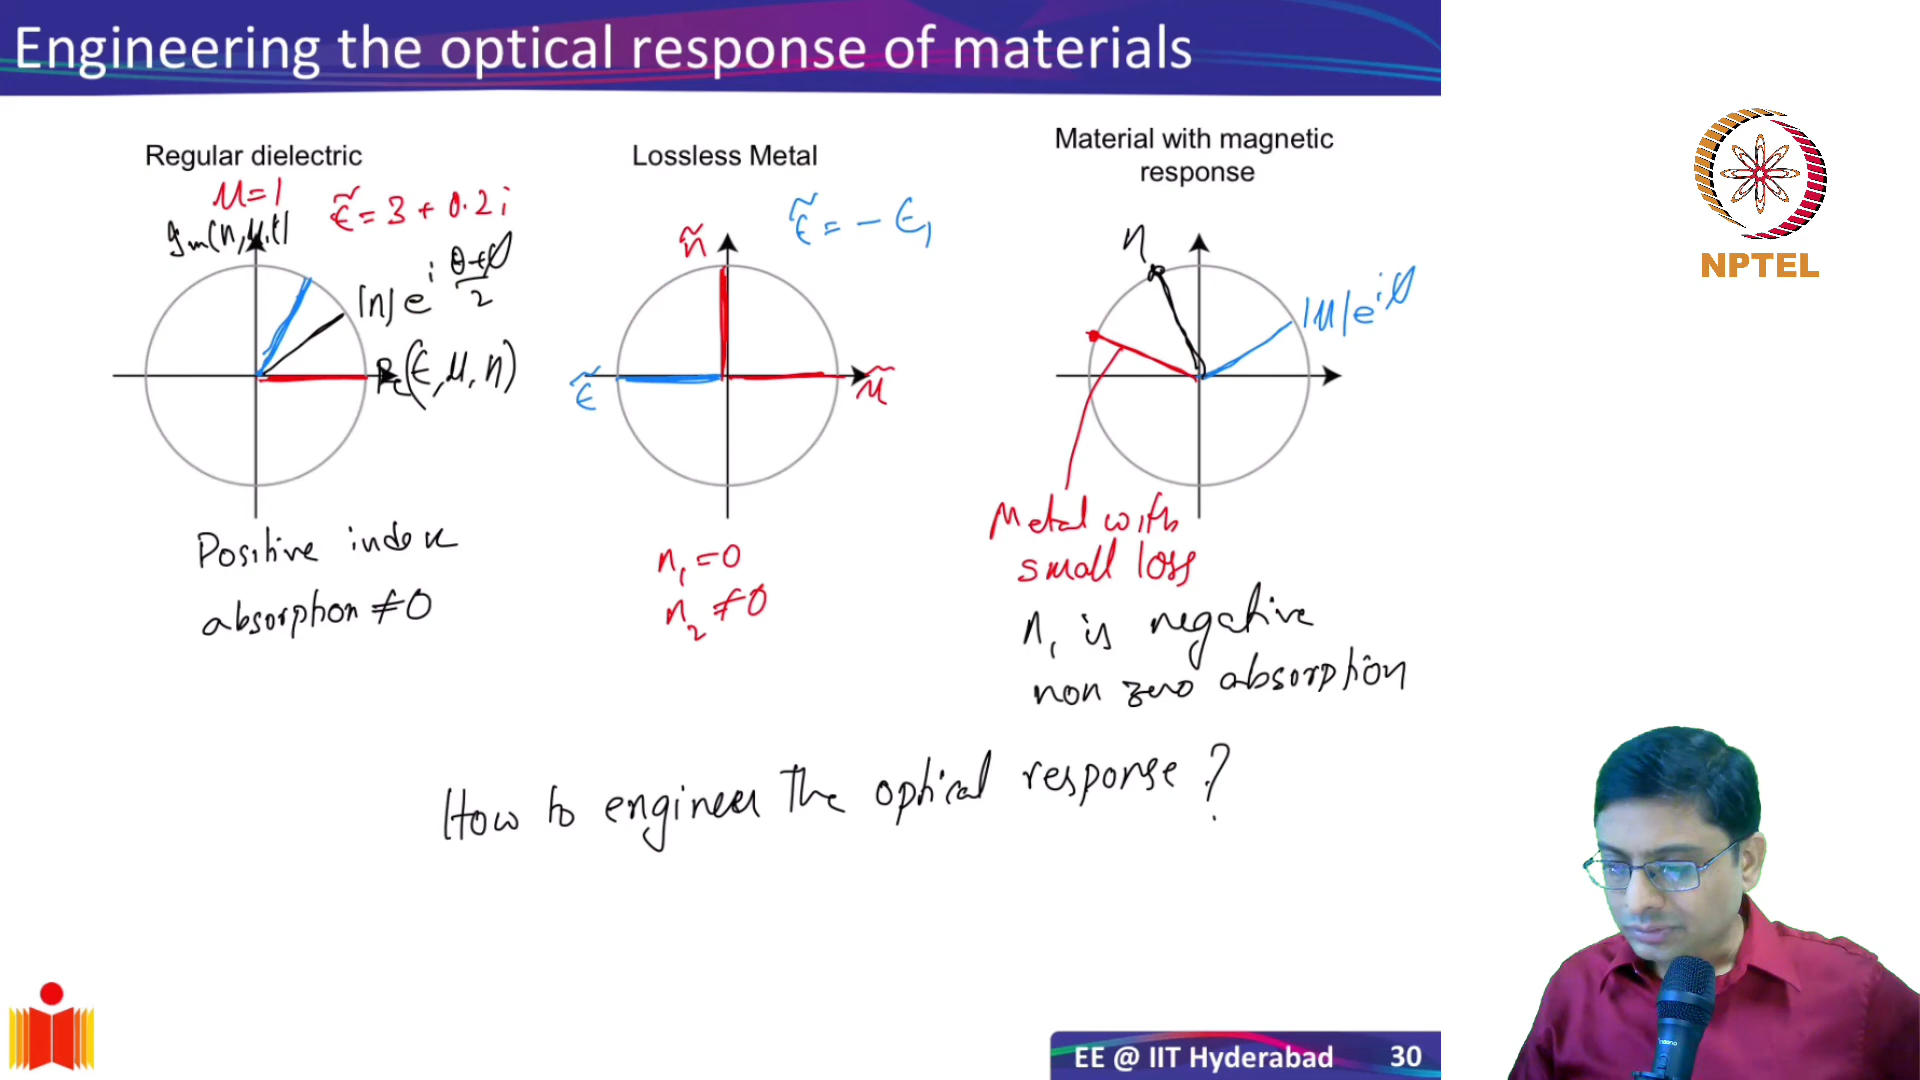 Engineering the optical response of materials
NPTEL
Regular dielectric
μ=1
ε̃ = 3 + 0.2i
Im(n,μ,ε)
|n|e^{i(θ+φ)/2}
Re(ε,μ,n)
Positive index
absorption ≠ 0
Lossless Metal
ε̃ = -ε₁
ñ
ε̃
μ̃
n₁ = 0
n₂ ≠ 0
Material with magnetic
response
n
|μ|e^{iφ}
Metal with
small loss
n₁ is negative
non zero absorption
How to engineer the optical response?
EE @ IIT Hyderabad 30